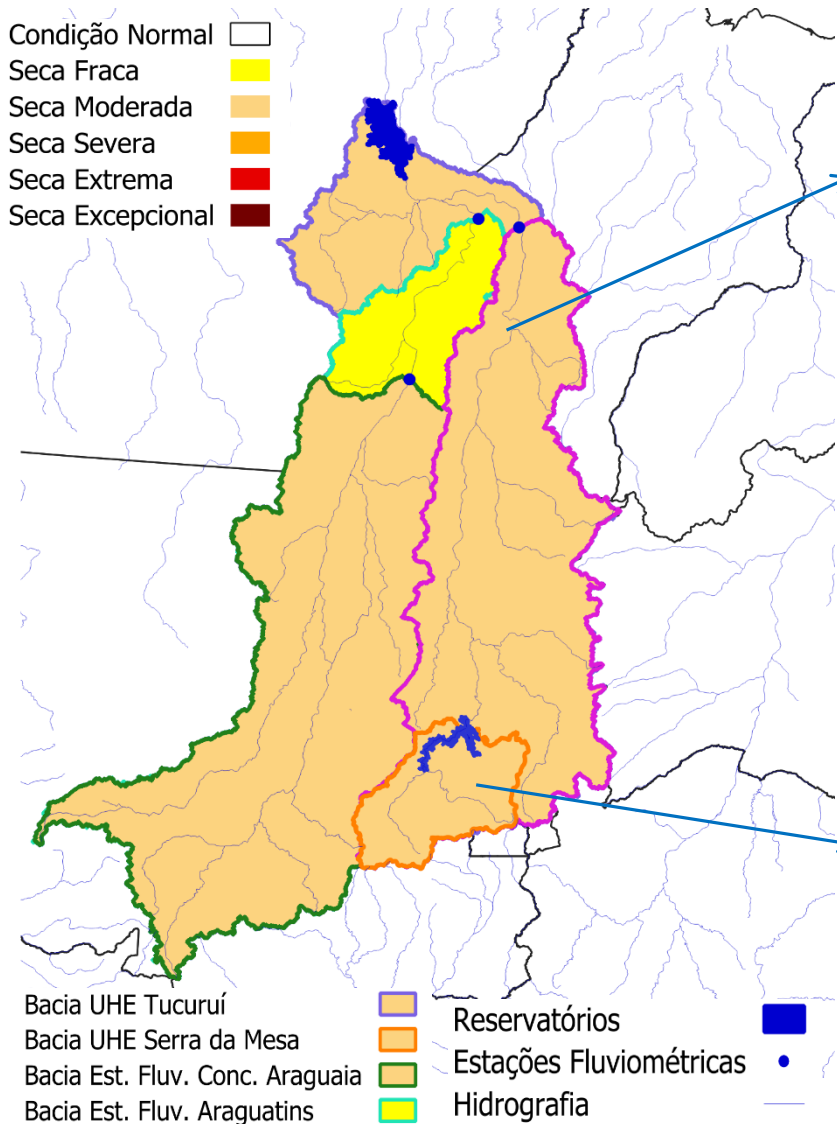 Condição Normal
Seca Fraca
Seca Moderada
Seca Severa
Seca Extrema
Seca Excepcional
Bacia UHE Tucuruí
Bacia UHE Serra da Mesa
Bacia Est. Fluv. Conc. Araguaia
Bacia Est. Fluv. Araguatins
Reservatórios
Estações Fluviométricas
Hidrografia